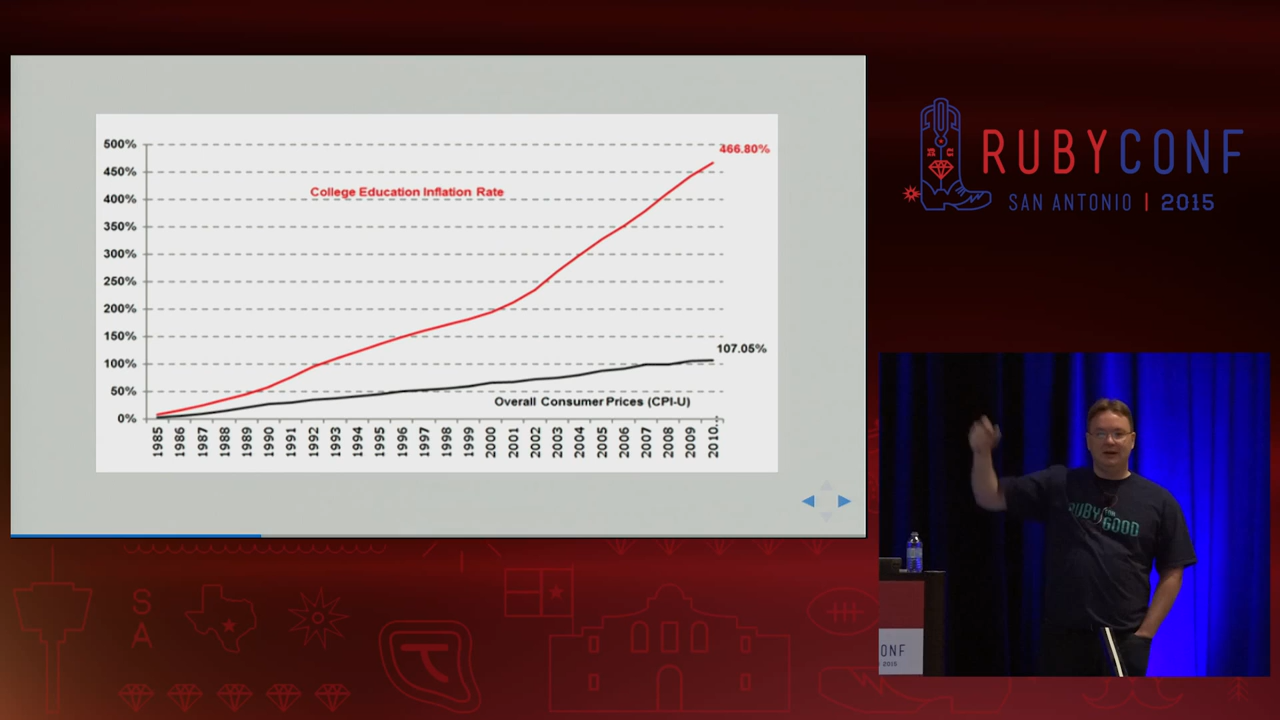 500%
450%
400%
350%
300%
250%
200%
150%
100%
50%
0%
466.80%
College Education Inflation Rate
107.05%
Overall Consumer Prices (CPI-U)
1985 1986 1987 1988 1989 1990 1991 1992 1993 1994 1995 1996 1997 1998 1999 2000 2001 2002 2003 2004 2005 2006 2007 2008 2009 2010..
RUBYCONF
SAN ANTONIO | 2015
R C
RUBY FOR GOOD
ONF
2015
S
A